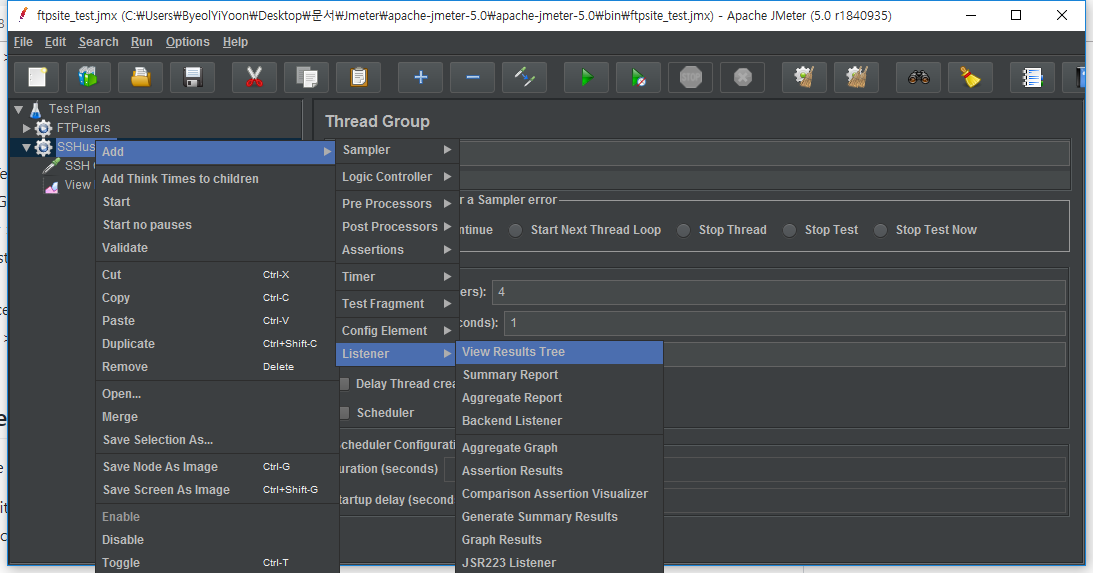 ftpsite_test.jmx (C:₩Users₩ByeolYiYoon₩Desktop₩문서₩Jmeter₩apache-jmeter-5.0₩apache-jmeter-5.0₩bin₩ftpsite_test.jmx) - Apache JMeter (5.0 r1840935)
File Edit Search Run Options Help
STOP
Test Plan
FTPusers
SSHus
SSH
View
Thread Group
Add
Add Think Times to children
Start
Start no pauses
Validate
Cut Ctrl-X
Copy Ctrl-C
Paste Ctrl-V
Duplicate Ctrl+Shift-C
Remove Delete
Open...
Merge
Save Selection As...
Save Node As Image Ctrl-G
Save Screen As Image Ctrl+Shift-G
Enable
Disable
Toggle Ctrl-T
Sampler
Logic Controller
Pre Processors
Post Processors
Assertions
Timer
Test Fragment
Config Element
Listener
View Results Tree
Summary Report
Aggregate Report
Backend Listener
Aggregate Graph
Assertion Results
Comparison Assertion Visualizer
Generate Summary Results
Graph Results
JSR223 Listener
r a Sampler error
ntinue Start Next Thread Loop Stop Thread Stop Test Stop Test Now
ers): 4
conds): 1
Delay Thread crea
Scheduler
cheduler Configurati
uration (seconds)
tartup delay (second